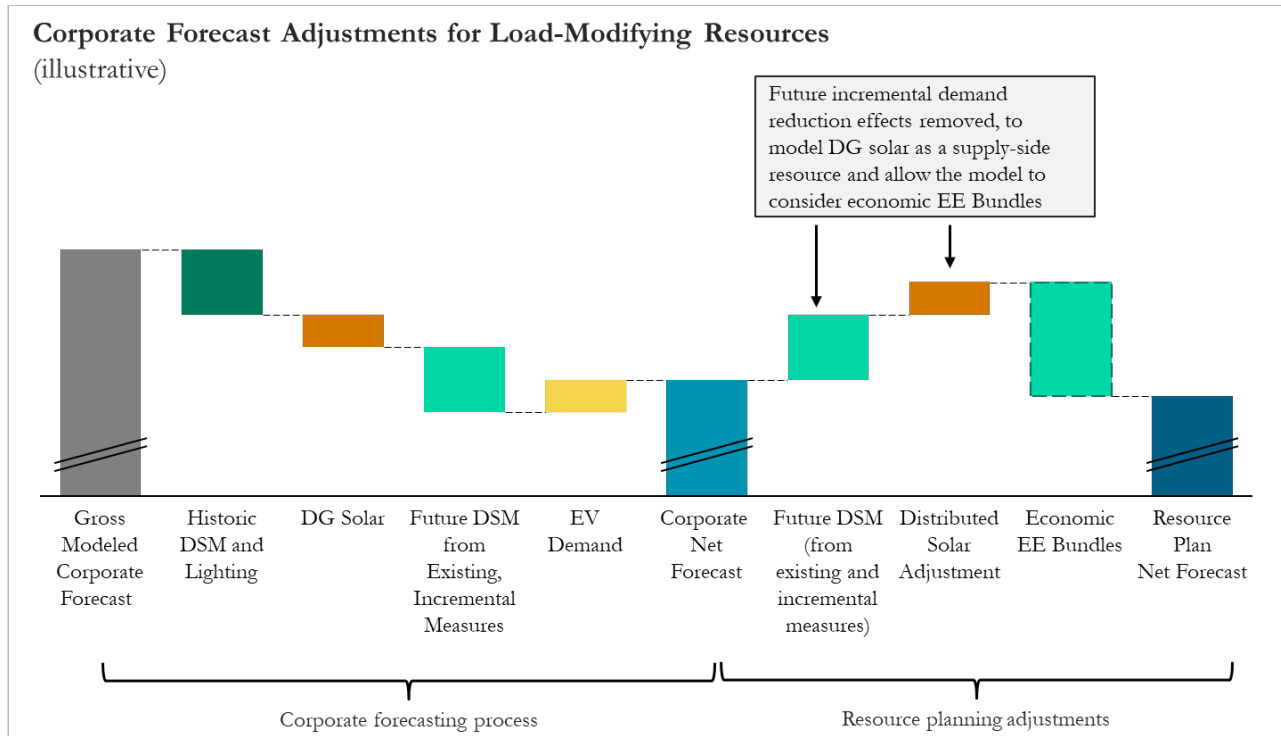 Corporate Forecast Adjustments for Load-Modifying Resources
(illustrative)
Future incremental demand
reduction effects removed, to
model DG solar as a supply-side
resource and allow the model to
consider economic EE Bundles
Gross
Modeled
Corporate
Forecast
Historic
DSM and
Lighting
DG Solar
Future DSM
from
Existing,
Incremental
Measures
EV
Demand
Corporate
Net
Forecast
Future DSM
(from
existing and
incremental
measures)
Distributed
Solar
Adjustment
Economic
EE Bundles
Resource
Plan
Net Forecast
Corporate forecasting process
Resource planning adjustments